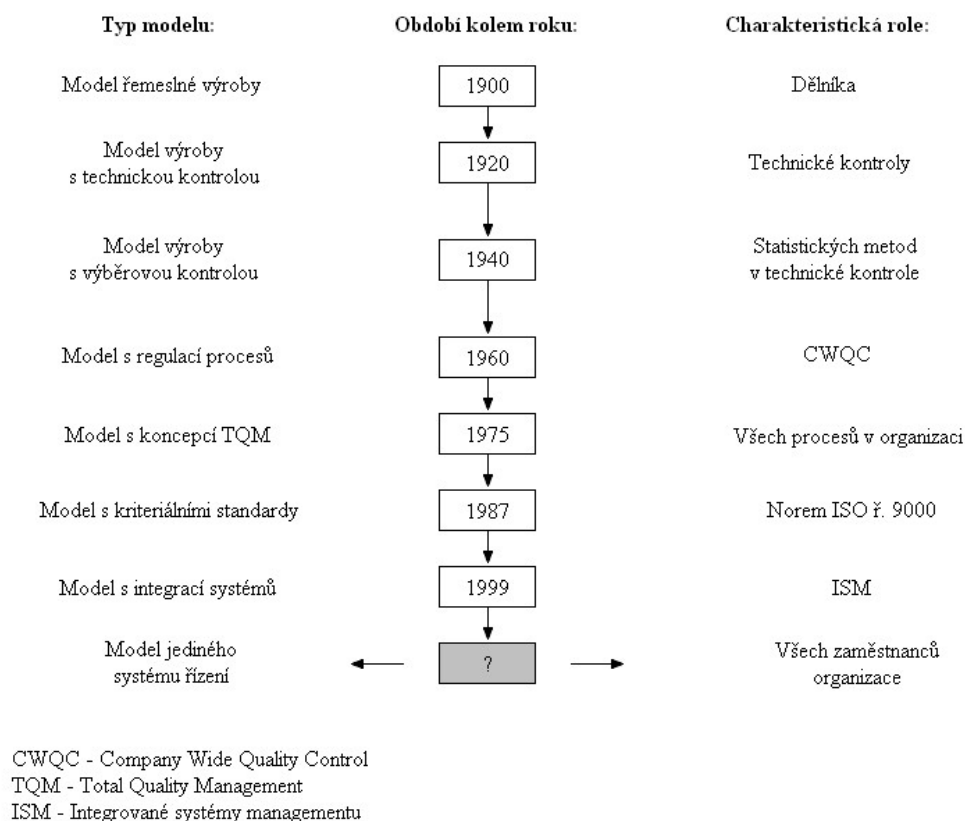 Typ modelu: Období kolem roku: Charakteristická role:
Model řemeslné výroby 1900 Dělníka
Model výroby
s technickou kontrolou 1920 Technické kontroly
Model výroby
s výběrovou kontrolou 1940 Statistických metod
v technické kontrole
Model s regulací procesů 1960 CWQC
Model s koncepcí TQM 1975 Všech procesů v organizaci
Model s kriteriálními standardy 1987 Norem ISO ř. 9000
Model s integrací systémů 1999 ISM
Model jediného
systému řízení ? Všech zaměstnanců
organizace
CWQC - Company Wide Quality Control
TQM - Total Quality Management
ISM - Integrované systémy managementu